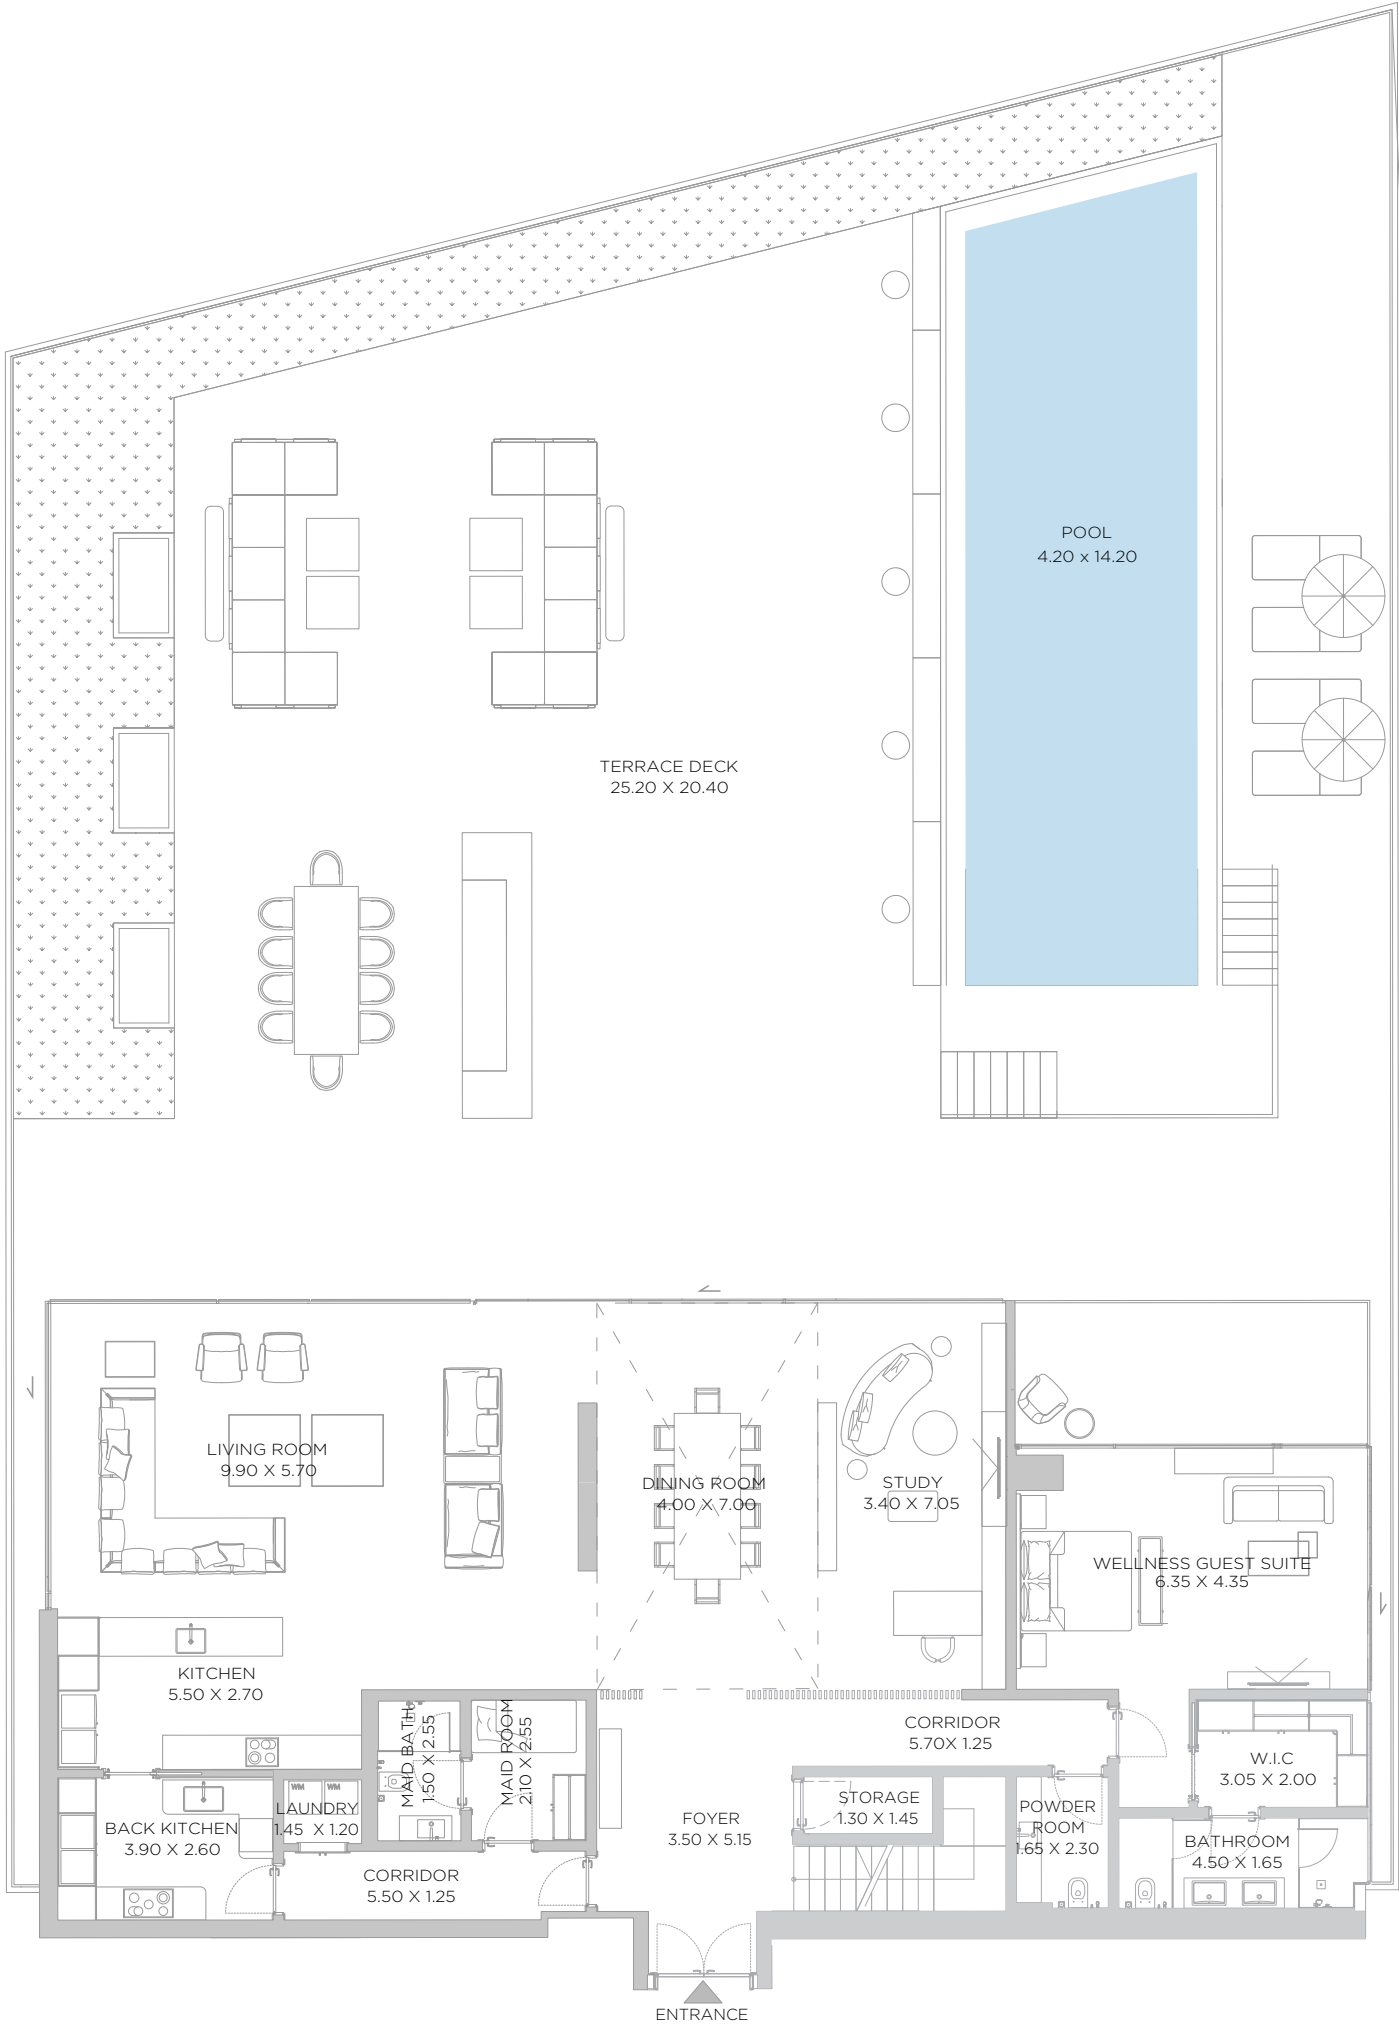 POOL
4.20 x 14.20
TERRACE DECK
25.20 X 20.40
LIVING ROOM
9.90 X 5.70
DINING ROOM
4.00 X 7.00
STUDY
3.40 X 7.05
WELLNESS GUEST SUITE
6.35 X 4.35
KITCHEN
5.50 X 2.70
MAID BATH
1.50 X 2.55
MAID ROOM
2.10 X 2.55
CORRIDOR
5.70X 1.25
W.I.C
3.05 X 2.00
WM
WM
LAUNDRY
1.45 X 1.20
BACK KITCHEN
3.90 X 2.60
FOYER
3.50 X 5.15
STORAGE
1.30 X 1.45
POWDER
ROOM
1.65 X 2.30
BATHROOM
4.50 X 1.65
CORRIDOR
5.50 X 1.25
ENTRANCE